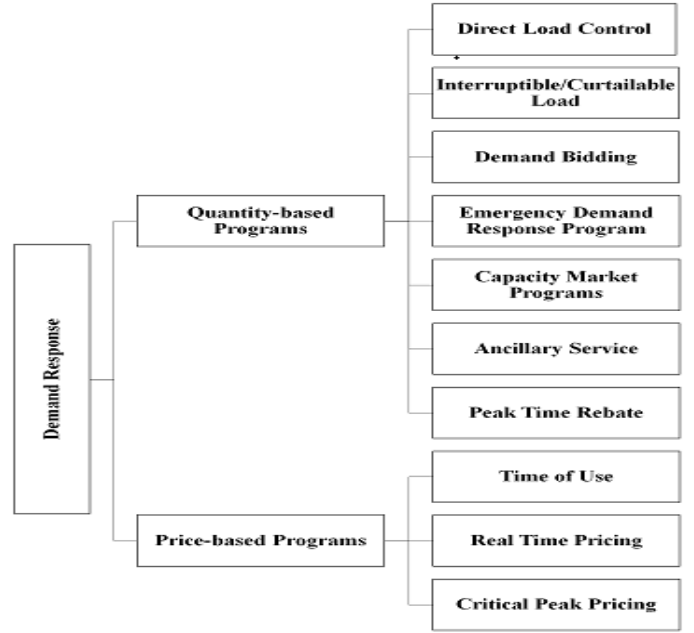 Demand Response
Quantity-based
Programs
Price-based Programs
Direct Load Control
Interruptible/Curtailable
Load
Demand Bidding
Emergency Demand
Response Program
Capacity Market
Programs
Ancillary Service
Peak Time Rebate
Time of Use
Real Time Pricing
Critical Peak Pricing